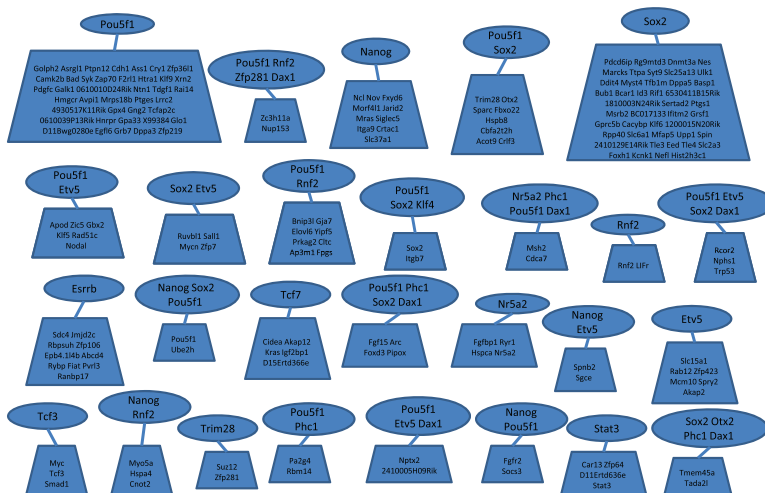 Pou5f1
Golph2 Asrgl1 Ptpn12 Cdh1 Ass1 Cry1 Zfp36l1
Camk2b Bad Syk Zap70 F2rl1 Htra1 Klf9 Xrn2
Pdgfc Galk1 0610010D24Rik Ntn1 Tdgf1 Rai14
Hmgcr Avpi1 Mrps18b Ptges Lrrc2
4930517K11Rik Gpx4 Gng2 Tcfap2c
0610039P13Rik Hnrpr Gpa33 X99384 Glo1
D11Bwg0280e Egfl6 Grb7 Dppa3 Zfp219
Pou5f1 Rnf2
Zfp281 Dax1
Zc3h11a
Nup153
Nanog
Ncl Nov Fxyd6
Morf4l1 Jarid2
Mras Siglec5
Itga9 Crtac1
Slc37a1
Pou5f1
Sox2
Trim28 Otx2
Sparc Fbxo22
Hspb8
Cbfa2t2h
Acot9 Crlf3
Sox2
Pdcd6ip Rg9mtd3 Dnmt3a Nes
Marcks Ttpa Syt9 Slc25a13 Ulk1
Ddit4 Myst4 Tfb1m Dppa5 Basp1
Bub1 Bcar1 Id3 Rif1 6530411B15Rik
1810003N24Rik Sertad2 Ptgs1
Msrb2 BC017133 Ifitm2 Grsf1
Gprc5b Cacybp Klf6 1200015N20Rik
Rpp40 Slc6a1 Mfap5 Upp1 Spin
2410129E14Rik Tle3 Eed Tle4 Slc2a3
Foxh1 Kcnk1 Nefl Hist2h3c1
Pou5f1
Etv5
Apod Zic5 Gbx2
Klf5 Rad51c
Nodal
Sox2 Etv5
Ruvbl1 Sall1
Mycn Zfp7
Pou5f1
Rnf2
Bnip3l Gja7
Elovl6 Yipf5
Prkag2 Cltc
Ap3m1 Fpgs
Pou5f1
Sox2 Klf4
Sox2
Itgb7
Nr5a2 Phc1
Pou5f1 Dax1
Msh2
Cdca7
Rnf2
Rnf2 LIFr
Pou5f1 Etv5
Sox2 Dax1
Rcor2
Nphs1
Trp53
Esrrb
Sdc4 Jmjd2c
Rbpsuh Zfp106
Epb4.1l4b Abcd4
Rybp Fiat Pvrl3
Ranbp17
Nanog Sox2
Pou5f1
Pou5f1
Ube2h
Tcf7
Cidea Akap12
Kras Igf2bp1
D15Ertd366e
Pou5f1 Phc1
Sox2 Dax1
Fgf15 Arc
Foxd3 Pipox
Nr5a2
Fgfbp1 Ryr1
Hspca Nr5a2
Nanog
Etv5
Spnb2
Sgce
Etv5
Slc15a1
Rab12 Zfp423
Mcm10 Spry2
Akap2
Tcf3
Myc
Tcf3
Smad1
Nanog
Rnf2
Myo5a
Hspa4
Cnot2
Trim28
Suz12
Zfp281
Pou5f1
Phc1
Pa2g4
Rbm14
Pou5f1
Etv5 Dax1
Nptx2
2410005H09Rik
Nanog
Pou5f1
Fgfr2
Socs3
Stat3
Car13 Zfp64
D11Ertd636e
Stat3
Sox2 Otx2
Phc1 Dax1
Tmem45a
Tada2l